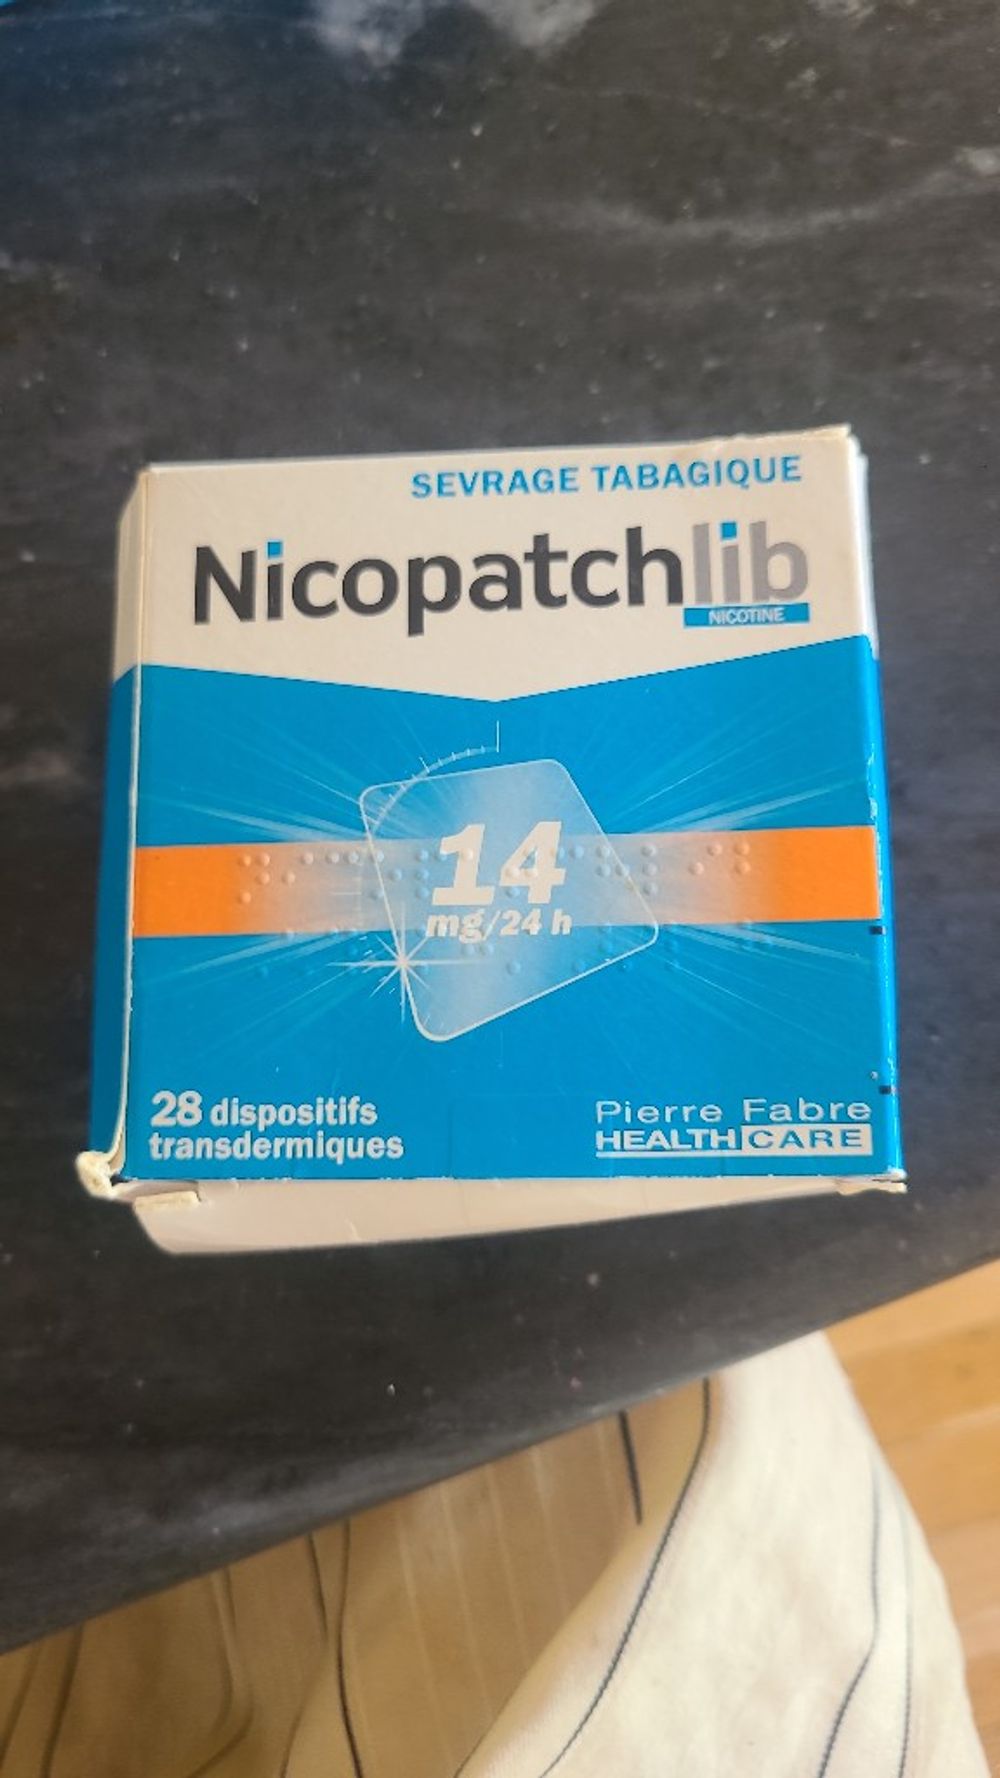 SEVRAGE TABAGIQUE
Nicopatchlib
NICOTINE
14
mg/24 h
28 dispositifs
transdermiques
Pierre Fabre
HEALTH CARE